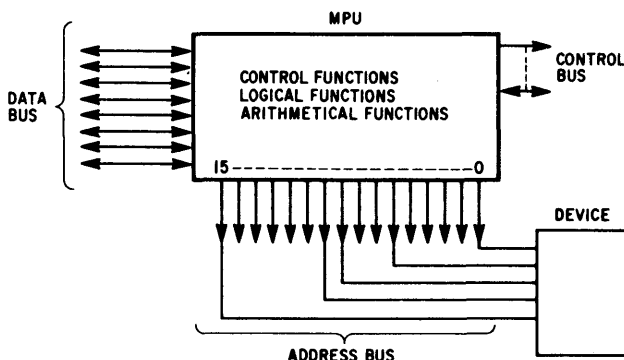 MPU
CONTROL FUNCTIONS
LOGICAL FUNCTIONS
ARITHMETICAL FUNCTIONS
DATA
BUS
CONTROL
BUS
15 ---------------- 0
DEVICE
ADDRESS BUS